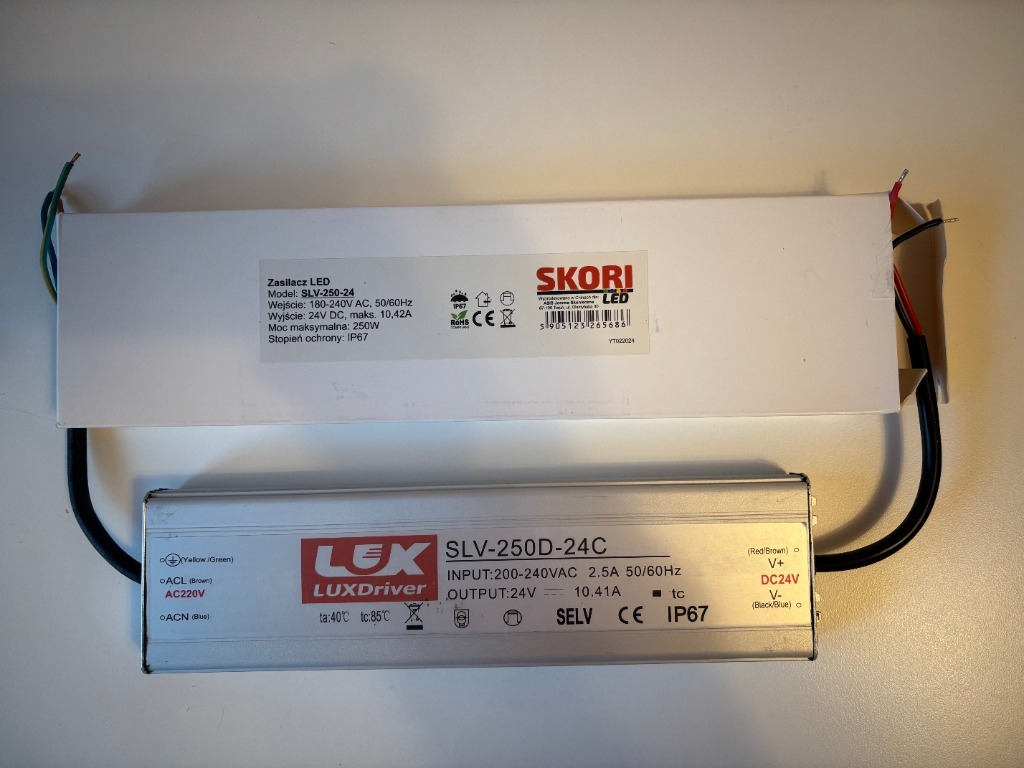 Zasilacz LED
Model: SLV-250-24
Wejście: 180-240V AC, 50/60Hz
Wyjście: 24V DC, maks. 10,42A
Moc maksymalna: 250W
Stopień ochrony: IP67
IP67
RoHS
CE
SKORI
LED
Wyprodukowano w Chinach dla:
5 905123 265686
YT022024
(Yellow /Green)
ACL (Brown)
AC220V
ACN (Blue)
LUX
LUXDriver
SLV-250D-24C
INPUT:200-240VAC 2.5A 50/60Hz
OUTPUT:24V 10.41A tc
ta:40℃ tc:85℃ SELV CE IP67
(Red/Brown)
V+
DC24V
V-
(Black/Blue)